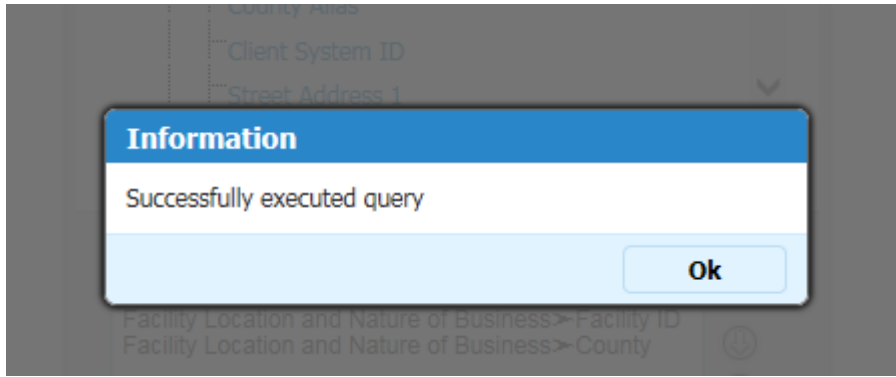 County Alias
Client System ID
Street Address 1
Information
Successfully executed query
Ok
Facility Location and Nature of Business>Facility ID
Facility Location and Nature of Business>County